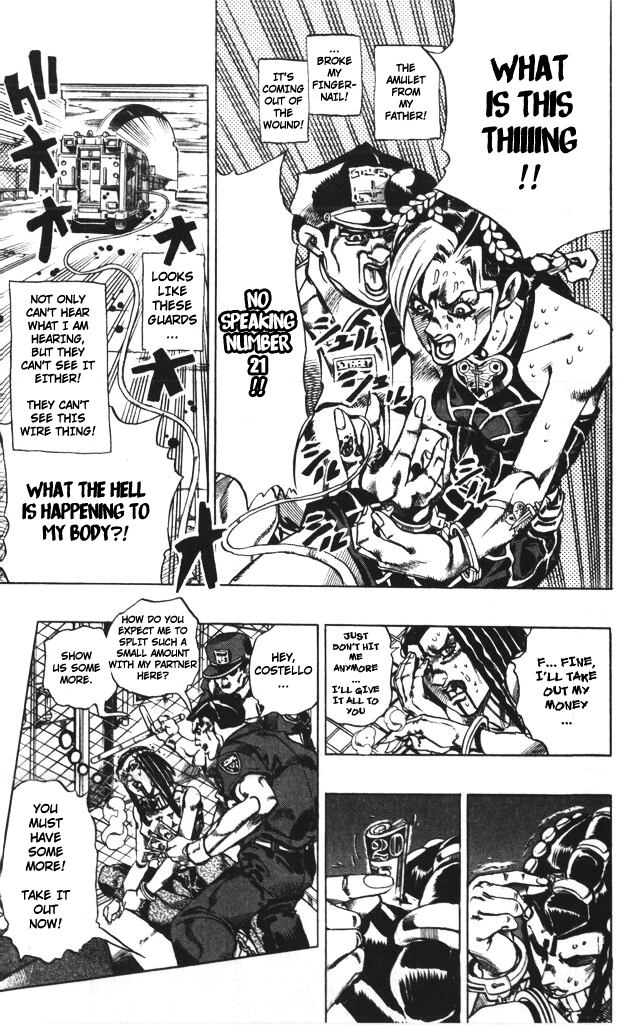 WHAT
IS THIS
THIIIING
!!
THE
AMULET
FROM
MY
FATHER!
...
BROKE
MY
FINGER-
NAIL!
IT'S
COMING
OUT OF
THE
WOUND!
NO
SPEAKING
NUMBER
21
!!
STREET
LOOKS
LIKE
THESE
GUARDS
...
NOT ONLY
CAN'T HEAR
WHAT I AM
HEARING,
BUT THEY
CAN'T SEE IT
EITHER!
THEY CAN'T
SEE THIS
WIRE THING!
WHAT THE HELL
IS HAPPENING TO
MY BODY?!
F... FINE,
I'LL TAKE
OUT MY
MONEY
...
JUST
DON'T HIT
ME
ANYMORE
...
I'LL GIVE
IT ALL TO
YOU
20
HEY,
COSTELLO
...
HOW DO YOU
EXPECT ME TO
SPLIT SUCH A
SMALL AMOUNT
WITH MY PARTNER
HERE?
SHOW
US SOME
MORE.
YOU
MUST
HAVE
SOME
MORE!
TAKE IT
OUT
NOW!